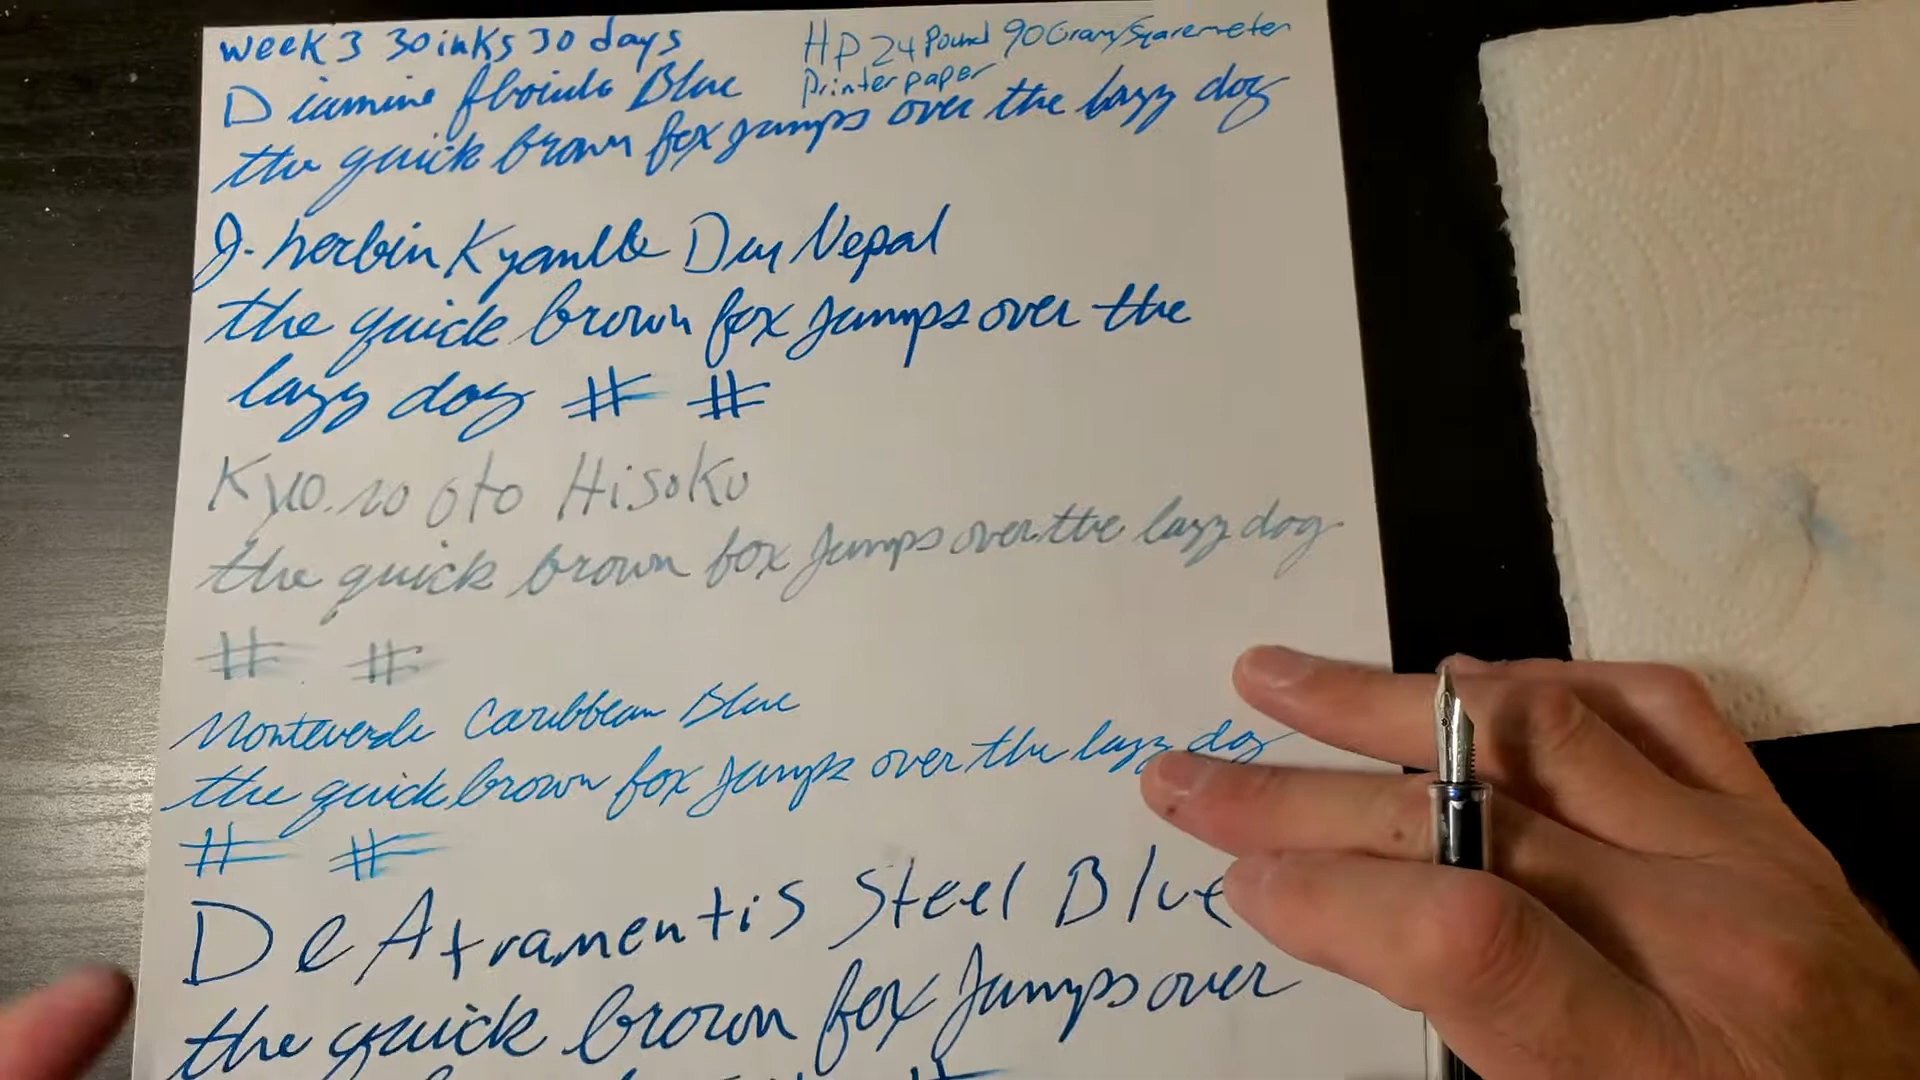 week 3 30 inks 30 days
HP 24 Pound 90 Gram/Squaremeter
Printer paper
Diamine Blue
the quick brown fox jumps over the lazy dog
J. herbin Kyanite Du Nepal
the quick brown fox jumps over the
lazy dog # #
Kyo. no oto Hisoku
the quick brown fox jumps over the lazy dog
# #
Monteverde Caribbean Blue
the quick brown fox jumps over the lazy dog
# #
De Atramentis Steel Blue
the quick brown fox jumps over